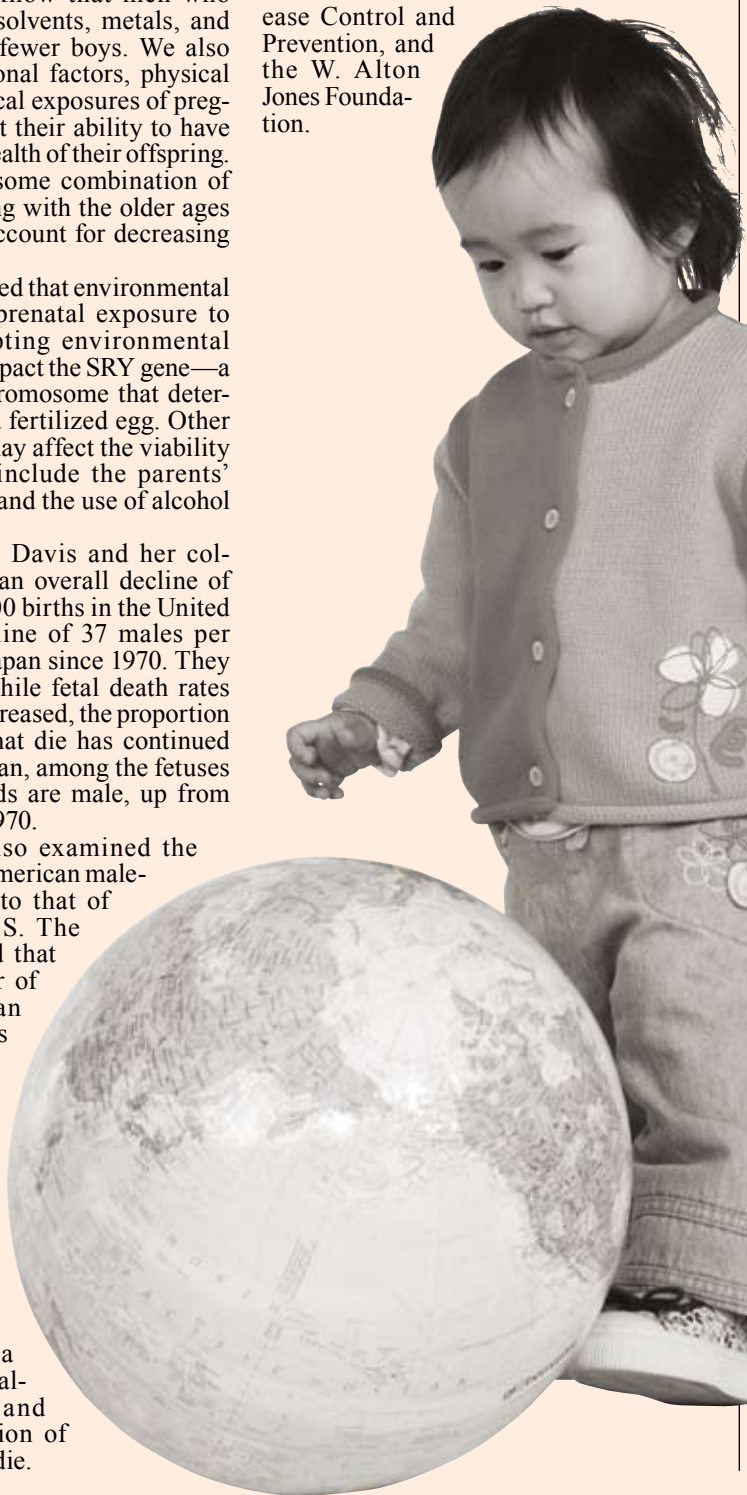 know that men who
solvents, metals, and
fewer boys. We also
onal factors, physical
cal exposures of preg-
t their ability to have
ealth of their offspring.
some combination of
ng with the older ages
ccount for decreasing
ed that environmental
prenatal exposure to
pting environmental
pact the SRY gene—a
romosome that deter-
fertilized egg. Other
ay affect the viability
include the parents’
and the use of alcohol
Davis and her col-
an overall decline of
00 births in the United
line of 37 males per
apan since 1970. They
hile fetal death rates
creased, the proportion
hat die has continued
an, among the fetuses
ds are male, up from
970.
lso examined the
merican male-
to that of
S. The
d that
r of
an
s
a
al-
and
ion of
die.
ease Control and
Prevention, and
the W. Alton
Jones Founda-
tion.